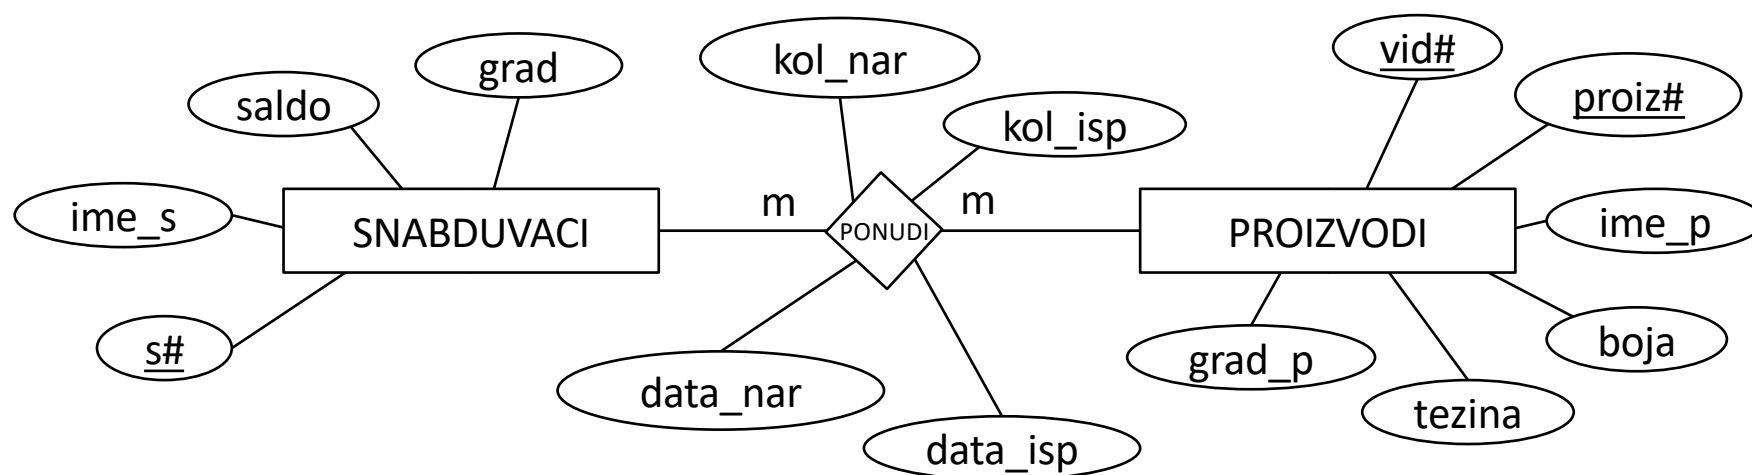 vid#
kol_nar
grad
proiz#
saldo
kol_isp
m
m
ime_s
SNABDUVACI
PONUDI
PROIZVODI
ime_p
s#
data_nar
grad_p
boja
tezina
data_isp